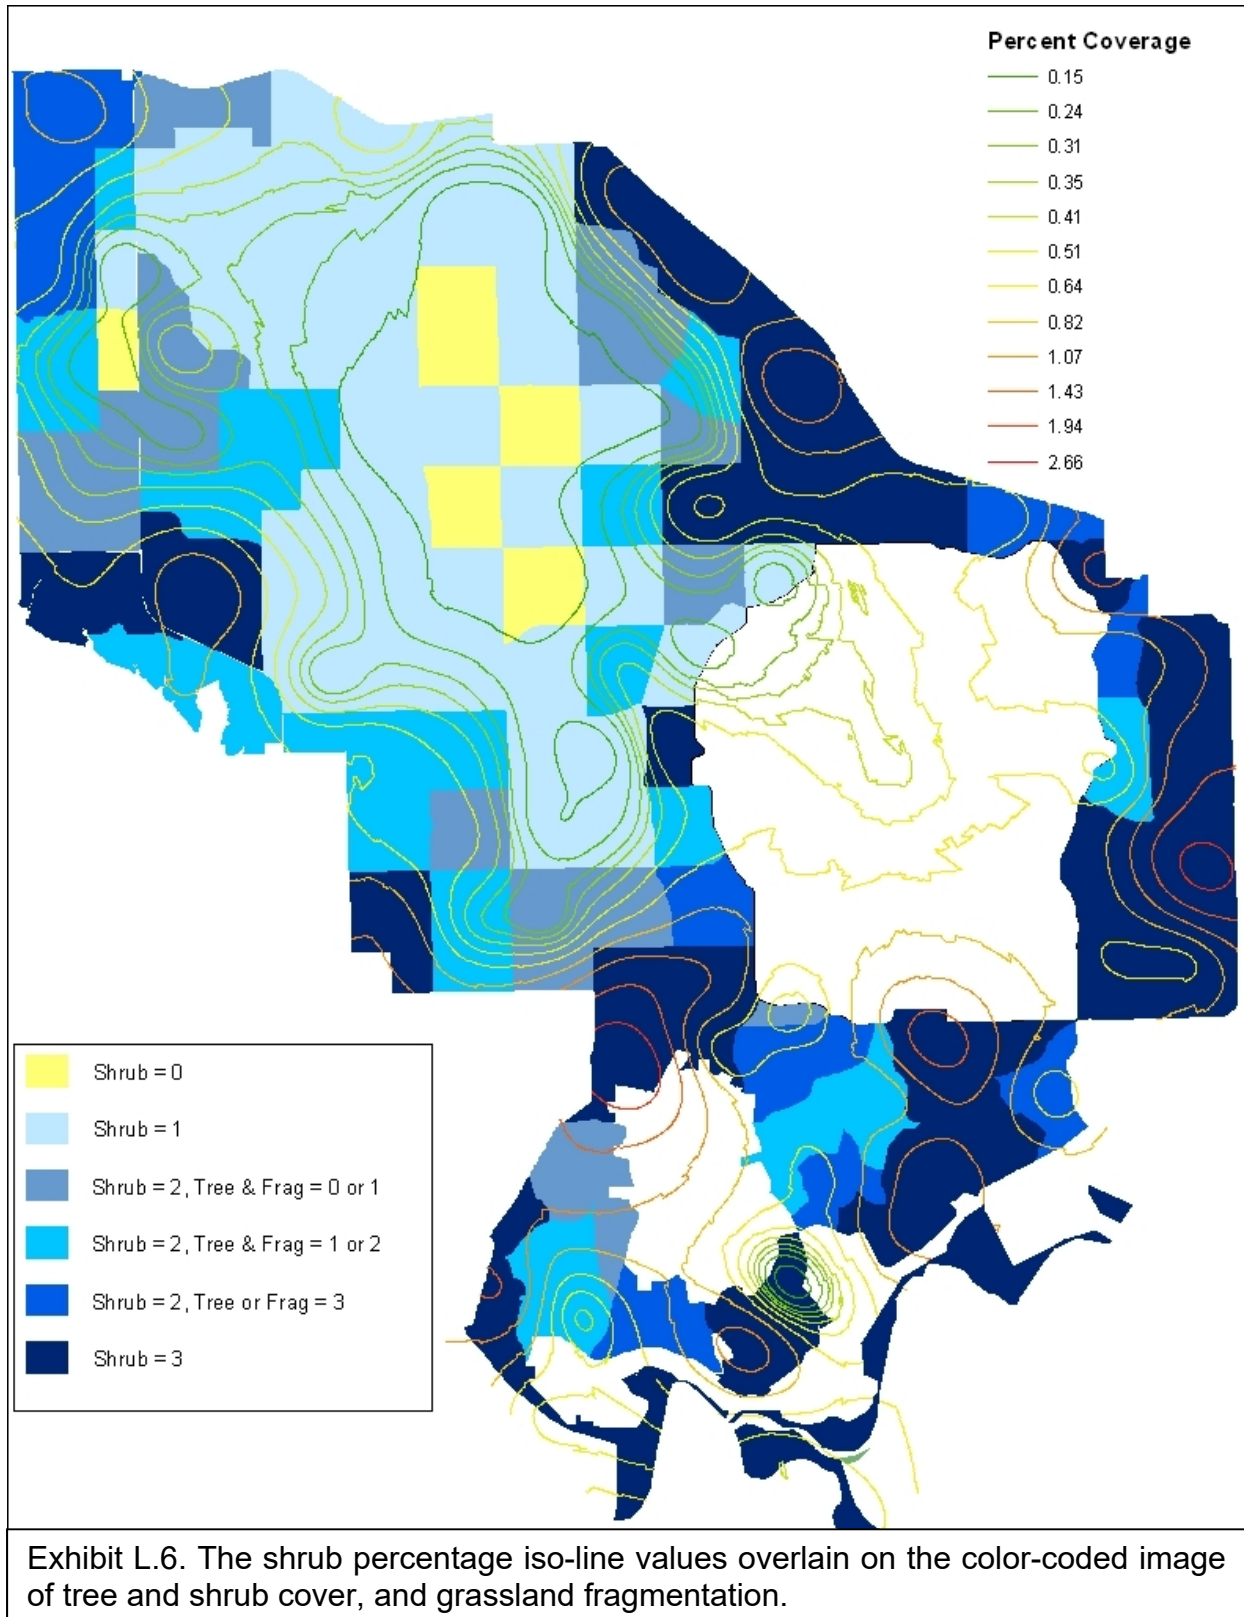 Percent Coverage
0.15
0.24
0.31
0.35
0.41
0.51
0.64
0.82
1.07
1.43
1.94
2.66
Shrub = 0
Shrub = 1
Shrub = 2, Tree & Frag = 0 or 1
Shrub = 2, Tree & Frag = 1 or 2
Shrub = 2, Tree or Frag = 3
Shrub = 3
Exhibit L.6. The shrub percentage iso-line values overlain on the color-coded image
of tree and shrub cover, and grassland fragmentation.